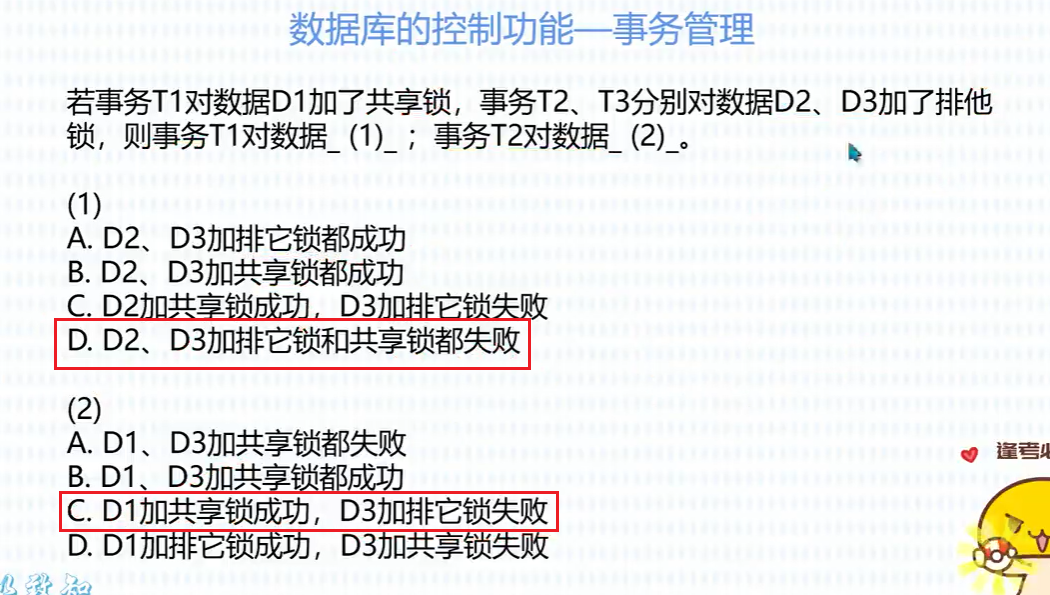 数据库的控制功能—事务管理
若事务T1对数据D1加了共享锁，事务T2、T3分别对数据D2、D3加了排他
锁，则事务T1对数据_ (1)_ ；事务T2对数据_ (2)_。
(1)
A. D2、D3加排它锁都成功
B. D2、D3加共享锁都成功
C. D2加共享锁成功，D3加排它锁失败
D. D2、D3加排它锁和共享锁都失败
(2)
A. D1、D3加共享锁都失败
B. D1、D3加共享锁都成功
C. D1加共享锁成功，D3加排它锁失败
D. D1加排它锁成功，D3加共享锁失败
逢考必